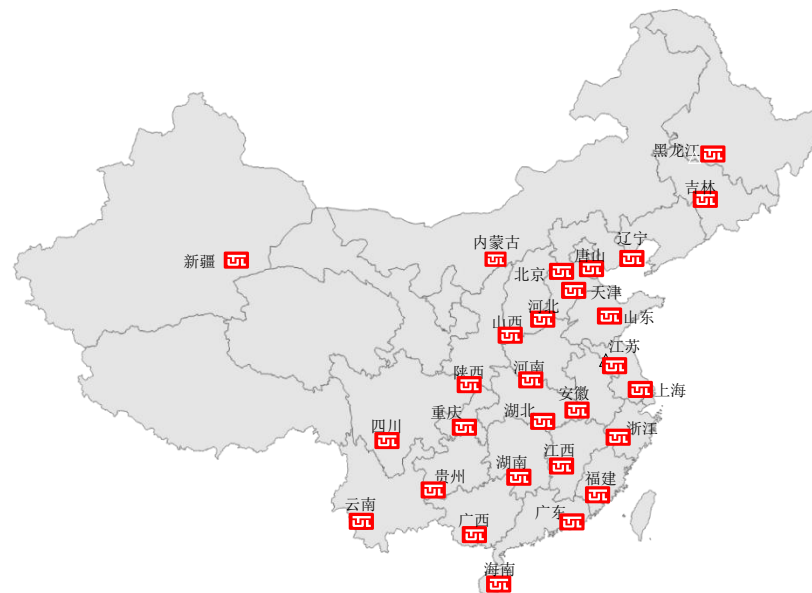 黑龙江
吉林
辽宁
内蒙古
唐山
新疆
北京
天津
河北
山东
山西
江苏
陕西
河南
上海
安徽
重庆
湖北
四川
浙江
江西
湖南
贵州
福建
云南
广西
广东
海南